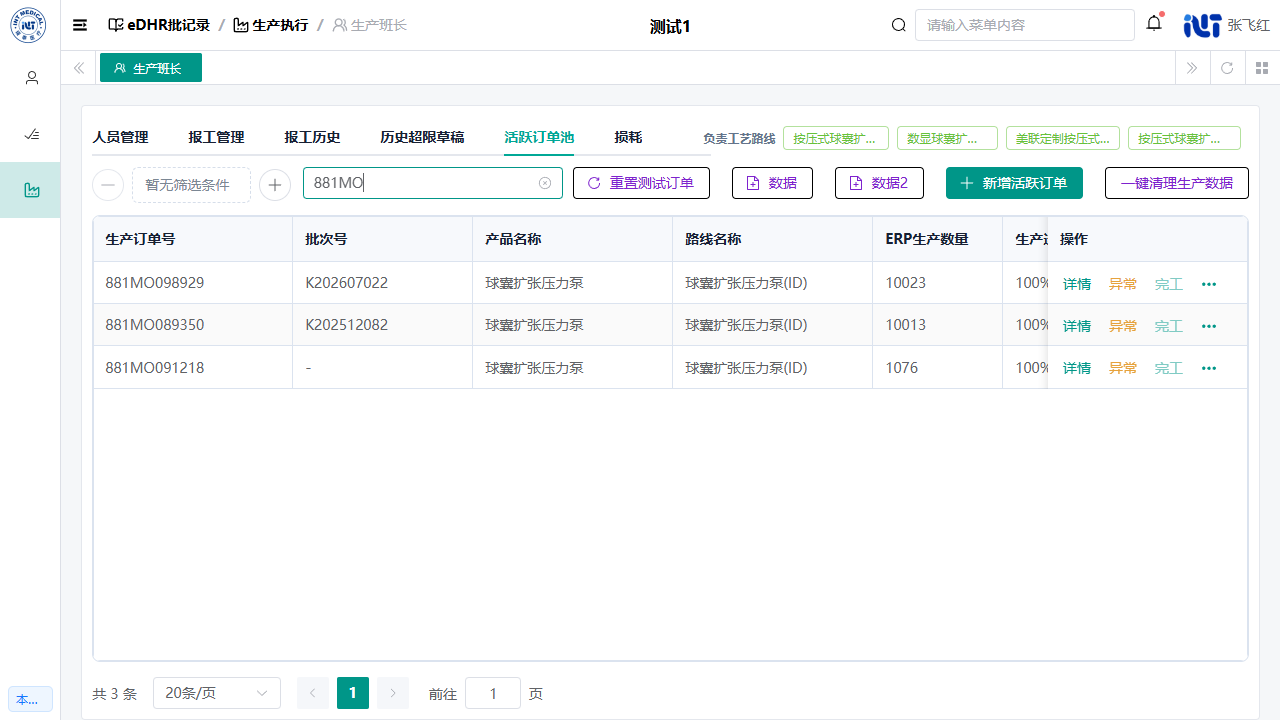 eDHR批记录 / 生产执行 / 生产班长
测试1
请输入菜单内容
张飞红
生产班长
人员管理 报工管理 报工历史 历史超限草稿 活跃订单池 损耗
负责工艺路线 按压式球囊扩... 数显球囊扩... 美联定制按压式... 按压式球囊扩...
暂无筛选条件 881MO 重置测试订单 数据 数据2 新增活跃订单 一键清理生产数据
生产订单号 批次号 产品名称 路线名称 ERP生产数量 操作
881MO098929 K202607022 球囊扩张压力泵 球囊扩张压力泵(ID) 10023 100% 详情 异常 完工
881MO089350 K202512082 球囊扩张压力泵 球囊扩张压力泵(ID) 10013 100% 详情 异常 完工
881MO091218 - 球囊扩张压力泵 球囊扩张压力泵(ID) 1076 100% 详情 异常 完工
共 3 条 20条/页 1 前往 1 页
本...